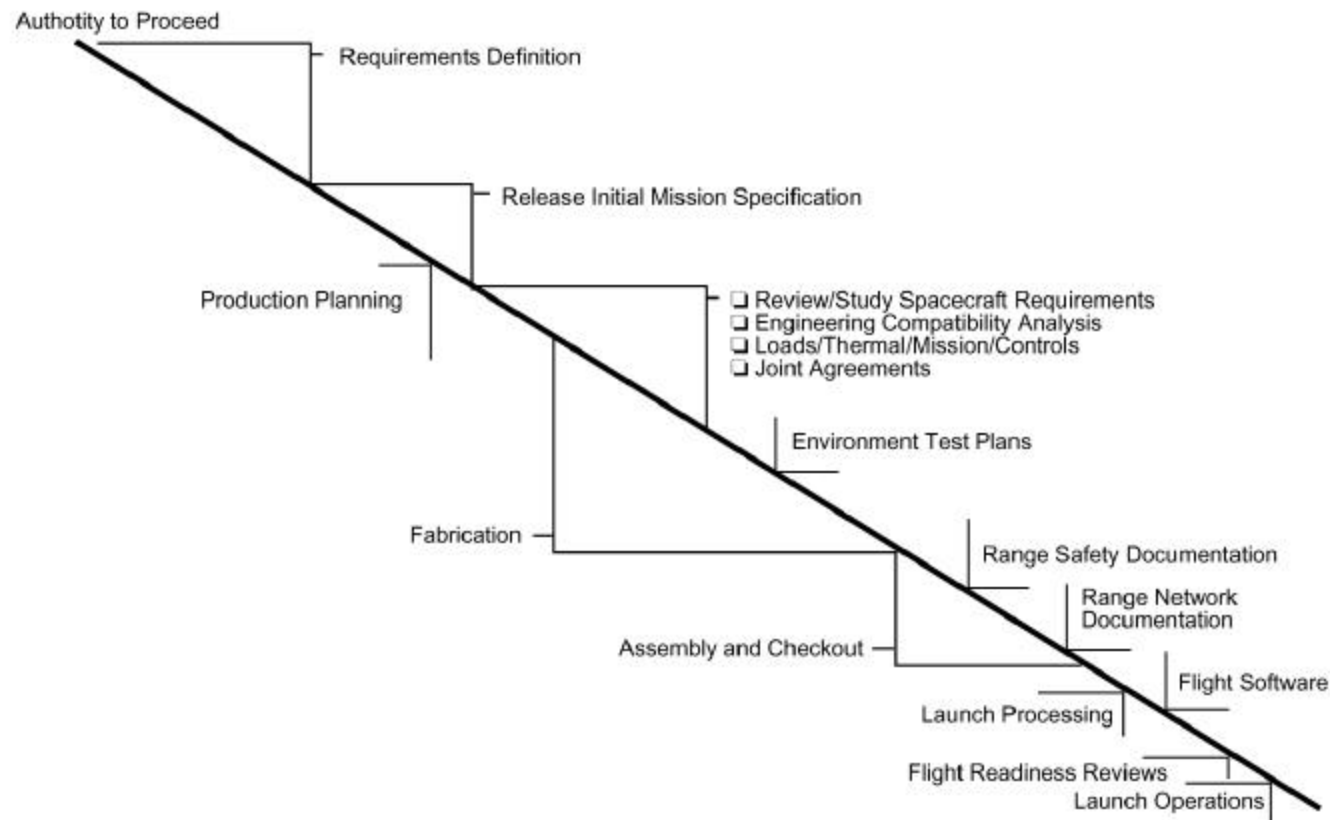 Authotity to Proceed
Requirements Definition
Release Initial Mission Specification
Production Planning
❏ Review/Study Spacecraft Requirements
❏ Engineering Compatibility Analysis
❏ Loads/Thermal/Mission/Controls
❏ Joint Agreements
Environment Test Plans
Fabrication
Range Safety Documentation
Range Network
Documentation
Assembly and Checkout
Flight Software
Launch Processing
Flight Readiness Reviews
Launch Operations